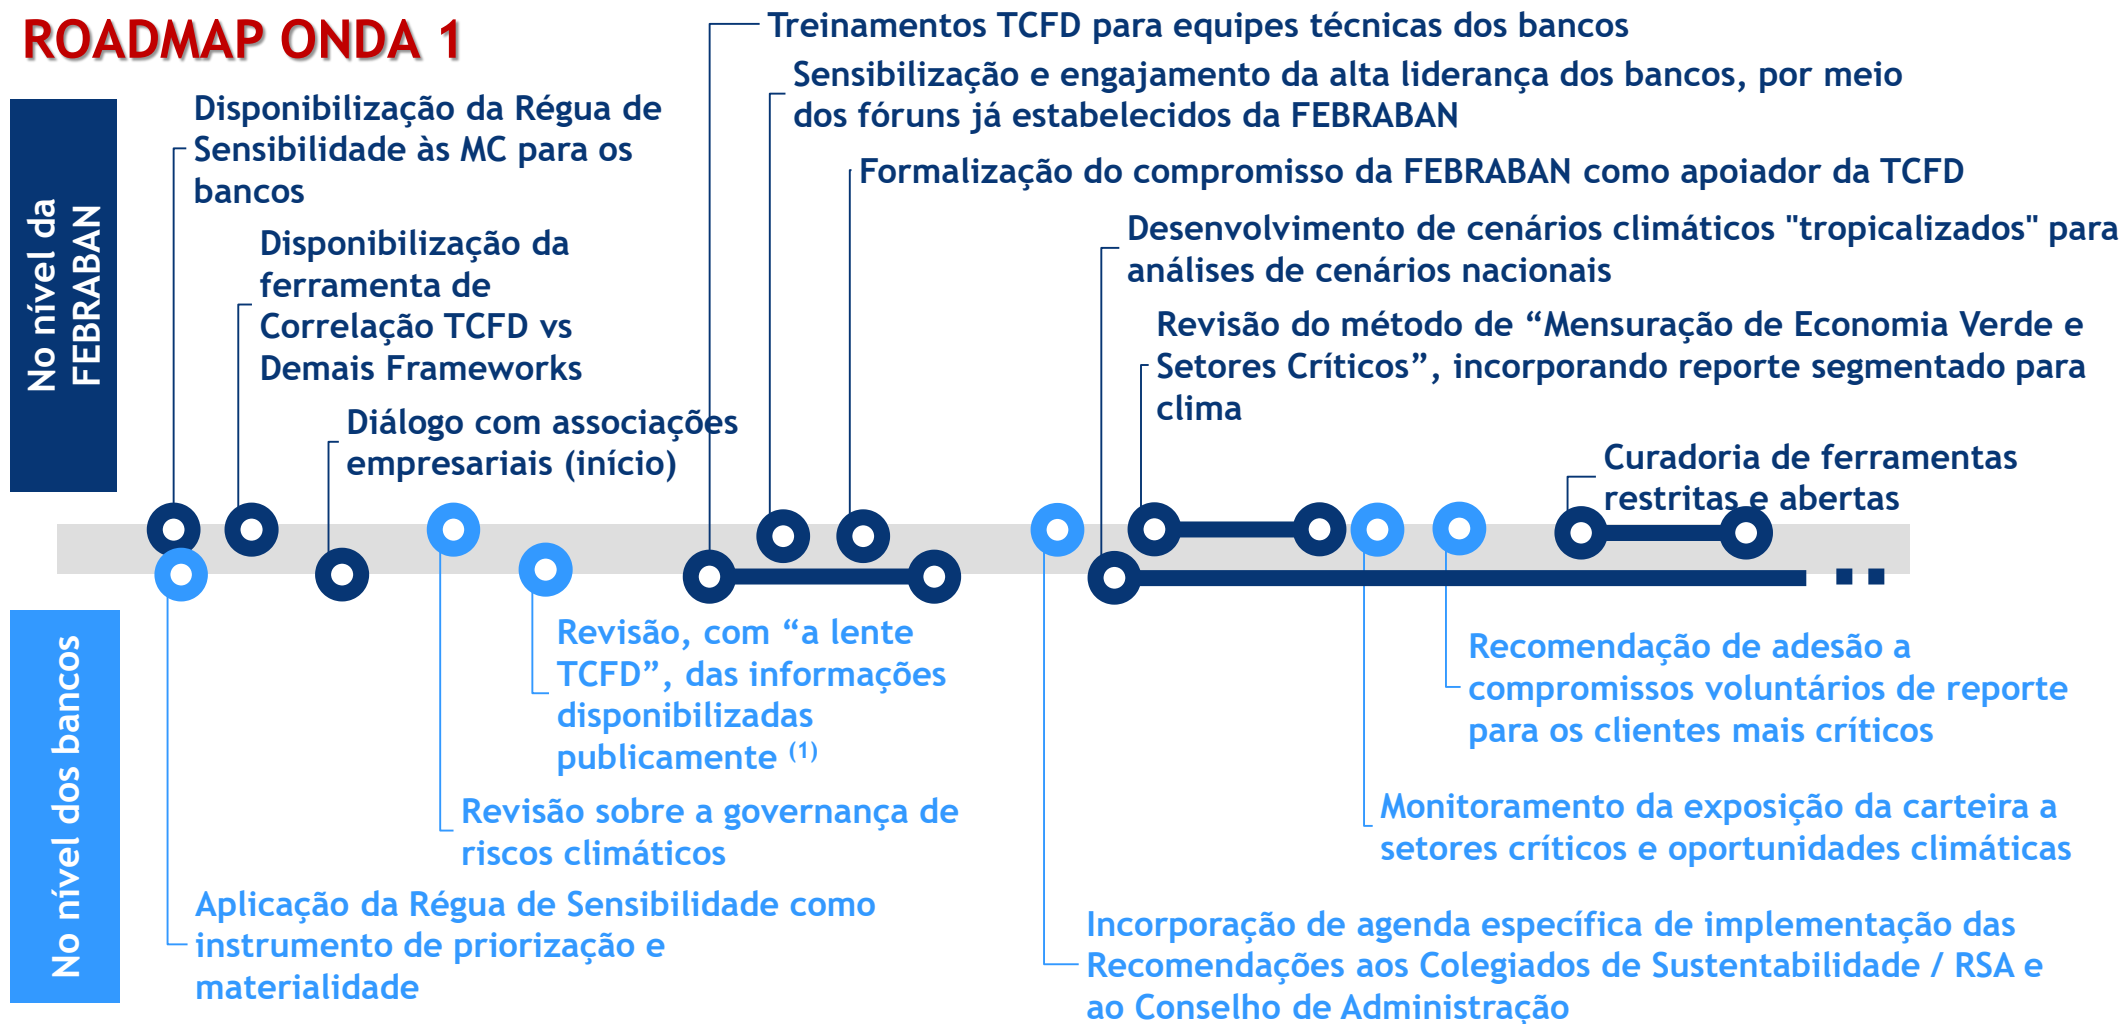 ROADMAP ONDA 1
Treinamentos TCFD para equipes técnicas dos bancos
Sensibilização e engajamento da alta liderança dos bancos, por meio
dos fóruns já estabelecidos da FEBRABAN
Disponibilização da Régua de
Sensibilidade às MC para os
bancos
Formalização do compromisso da FEBRABAN como apoiador da TCFD
No nível da
FEBRABAN
Disponibilização da
ferramenta de
Correlação TCFD vs
Demais Frameworks
Desenvolvimento de cenários climáticos "tropicalizados" para
análises de cenários nacionais
Revisão do método de “Mensuração de Economia Verde e
Setores Críticos”, incorporando reporte segmentado para
clima
Diálogo com associações
empresariais (início)
Curadoria de ferramentas
restritas e abertas
No nível dos bancos
Revisão, com “a lente
TCFD”, das informações
disponibilizadas
publicamente (1)
Recomendação de adesão a
compromissos voluntários de reporte
para os clientes mais críticos
Revisão sobre a governança de
riscos climáticos
Monitoramento da exposição da carteira a
setores críticos e oportunidades climáticas
Aplicação da Régua de Sensibilidade como
instrumento de priorização e
materialidade
Incorporação de agenda específica de implementação das
Recomendações aos Colegiados de Sustentabilidade / RSA e
ao Conselho de Administração